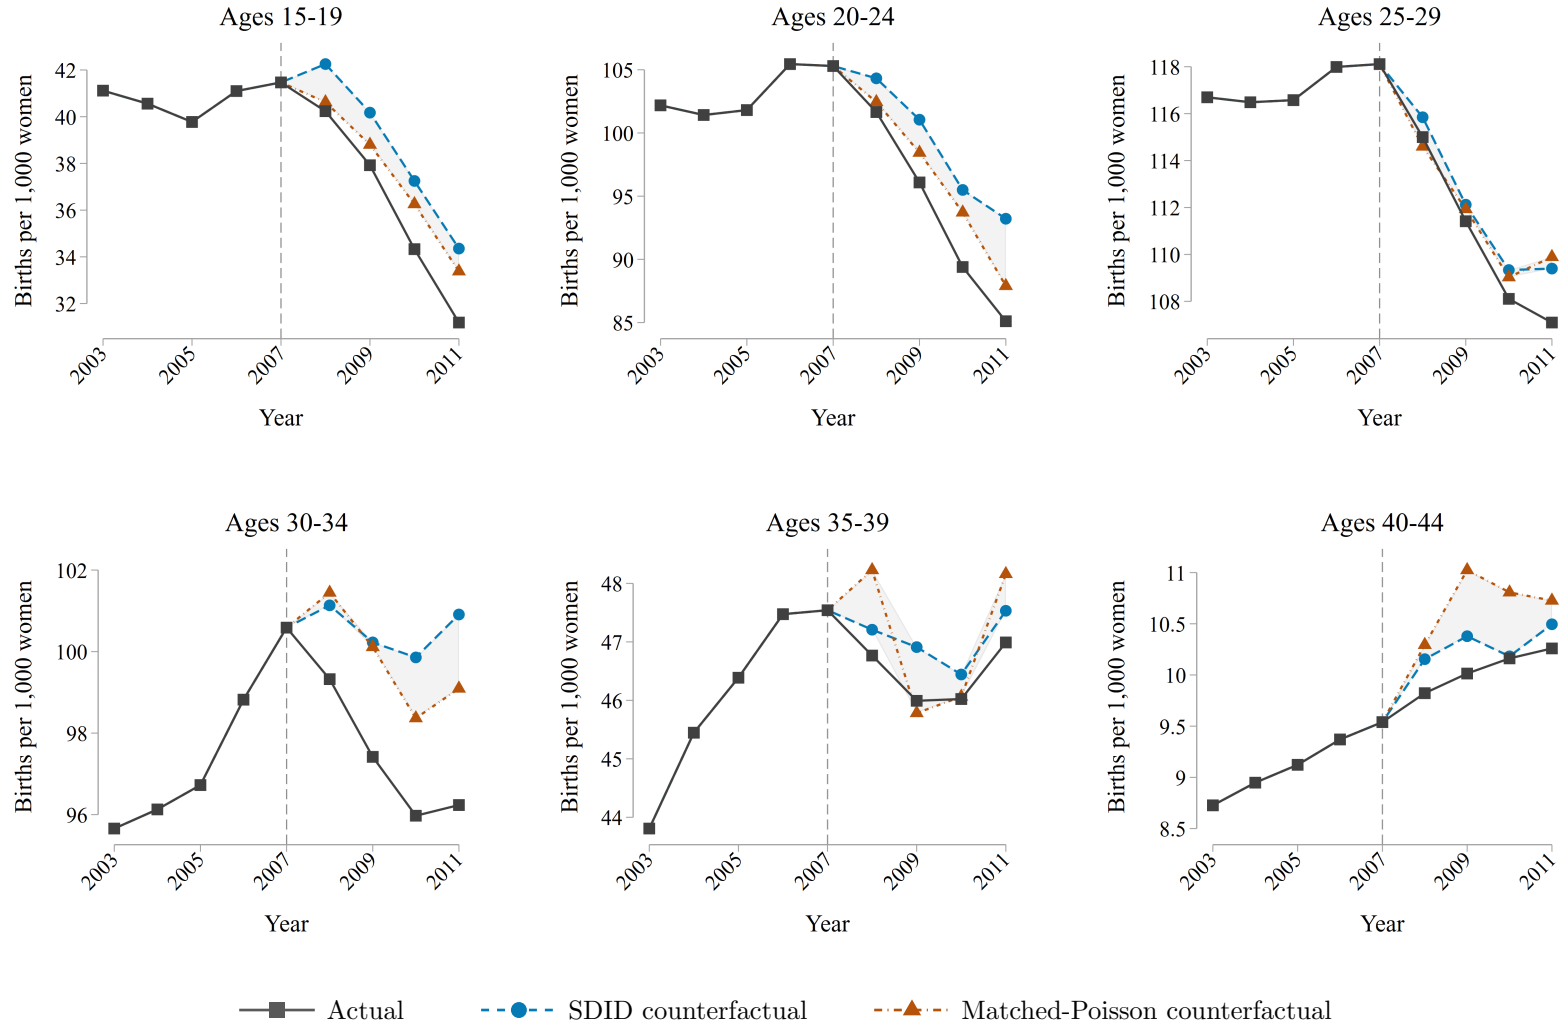 Ages 15-19
Births per 1,000 women
42
40
38
36
34
32
2003
2005
2007
2009
2011
Year
Ages 20-24
Births per 1,000 women
105
100
95
90
85
2003
2005
2007
2009
2011
Year
Ages 25-29
Births per 1,000 women
118
116
114
112
110
108
2003
2005
2007
2009
2011
Year
Ages 30-34
Births per 1,000 women
102
100
98
96
2003
2005
2007
2009
2011
Year
Ages 35-39
Births per 1,000 women
48
47
46
45
44
2003
2005
2007
2009
2011
Year
Ages 40-44
Births per 1,000 women
11
10.5
10
9.5
9
8.5
2003
2005
2007
2009
2011
Year
Actual
SDID counterfactual
Matched-Poisson counterfactual